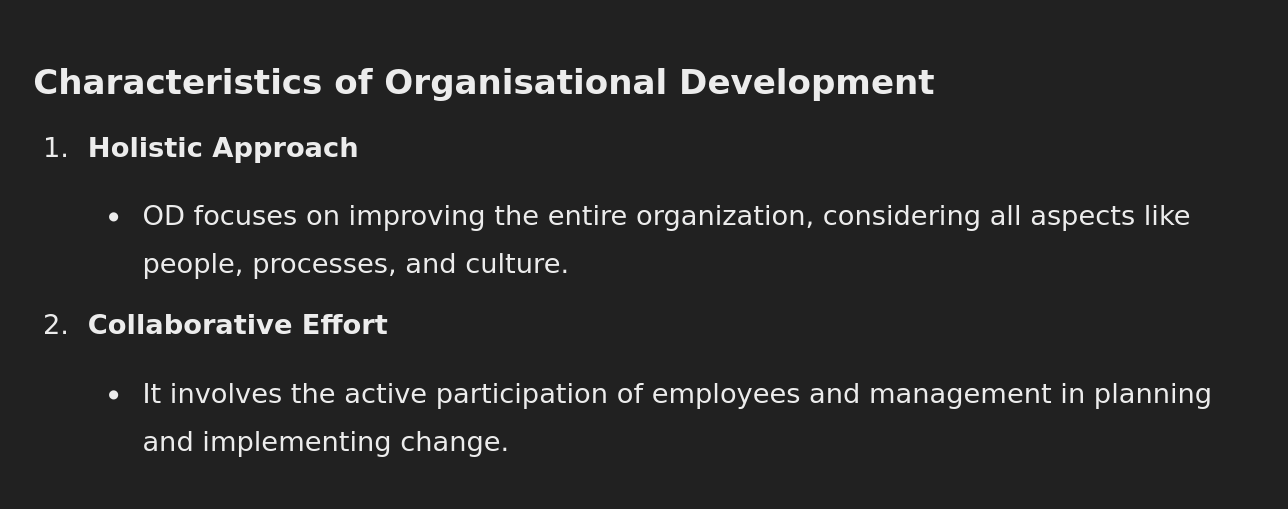 Characteristics of Organisational Development
1. Holistic Approach
• OD focuses on improving the entire organization, considering all aspects like
people, processes, and culture.
2. Collaborative Effort
• It involves the active participation of employees and management in planning
and implementing change.